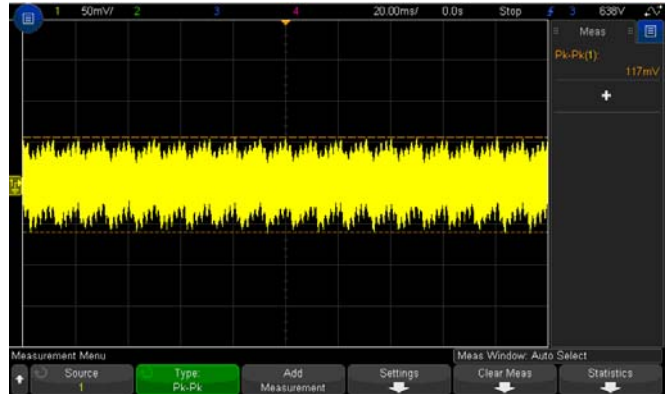 1 50mV/ 2 3 4 20.00ms/ 0.0s Stop 3 638V
Meas
Pk-Pk(1):
117mV
+
Measurement Menu Meas Window: Auto Select
Source Type: Add Settings Clear Meas Statistics
1 Pk-Pk Measurement